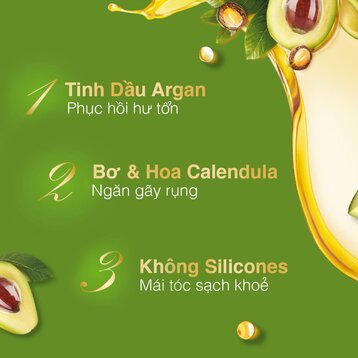 1 Tinh Dầu Argan
Phục hồi hư tổn
2 Bơ & Hoa Calendula
Ngăn gãy rụng
3 Không Silicones
Mái tóc sạch khoẻ